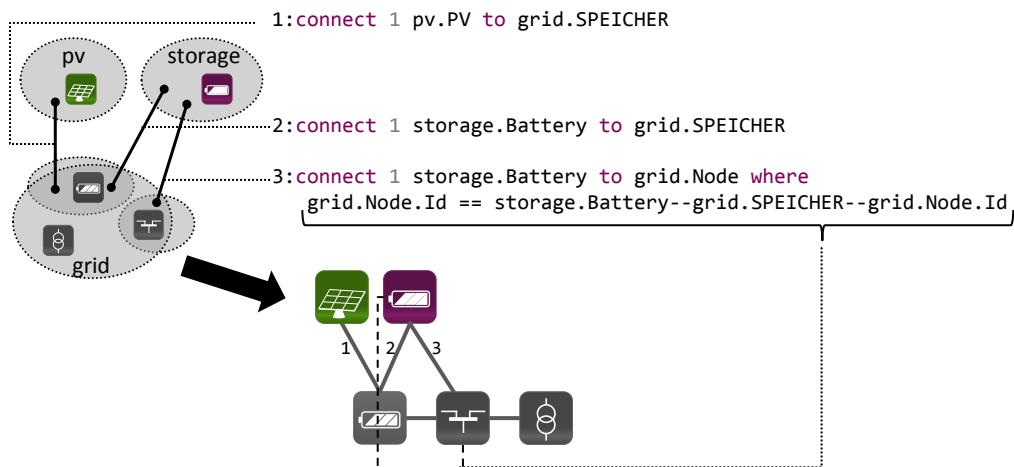 1:connect 1 pv.PV to grid.SPEICHER
pv
storage
2:connect 1 storage.Battery to grid.SPEICHER
3:connect 1 storage.Battery to grid.Node where
grid.Node.Id == storage.Battery--grid.SPEICHER--grid.Node.Id
grid
1
2
3